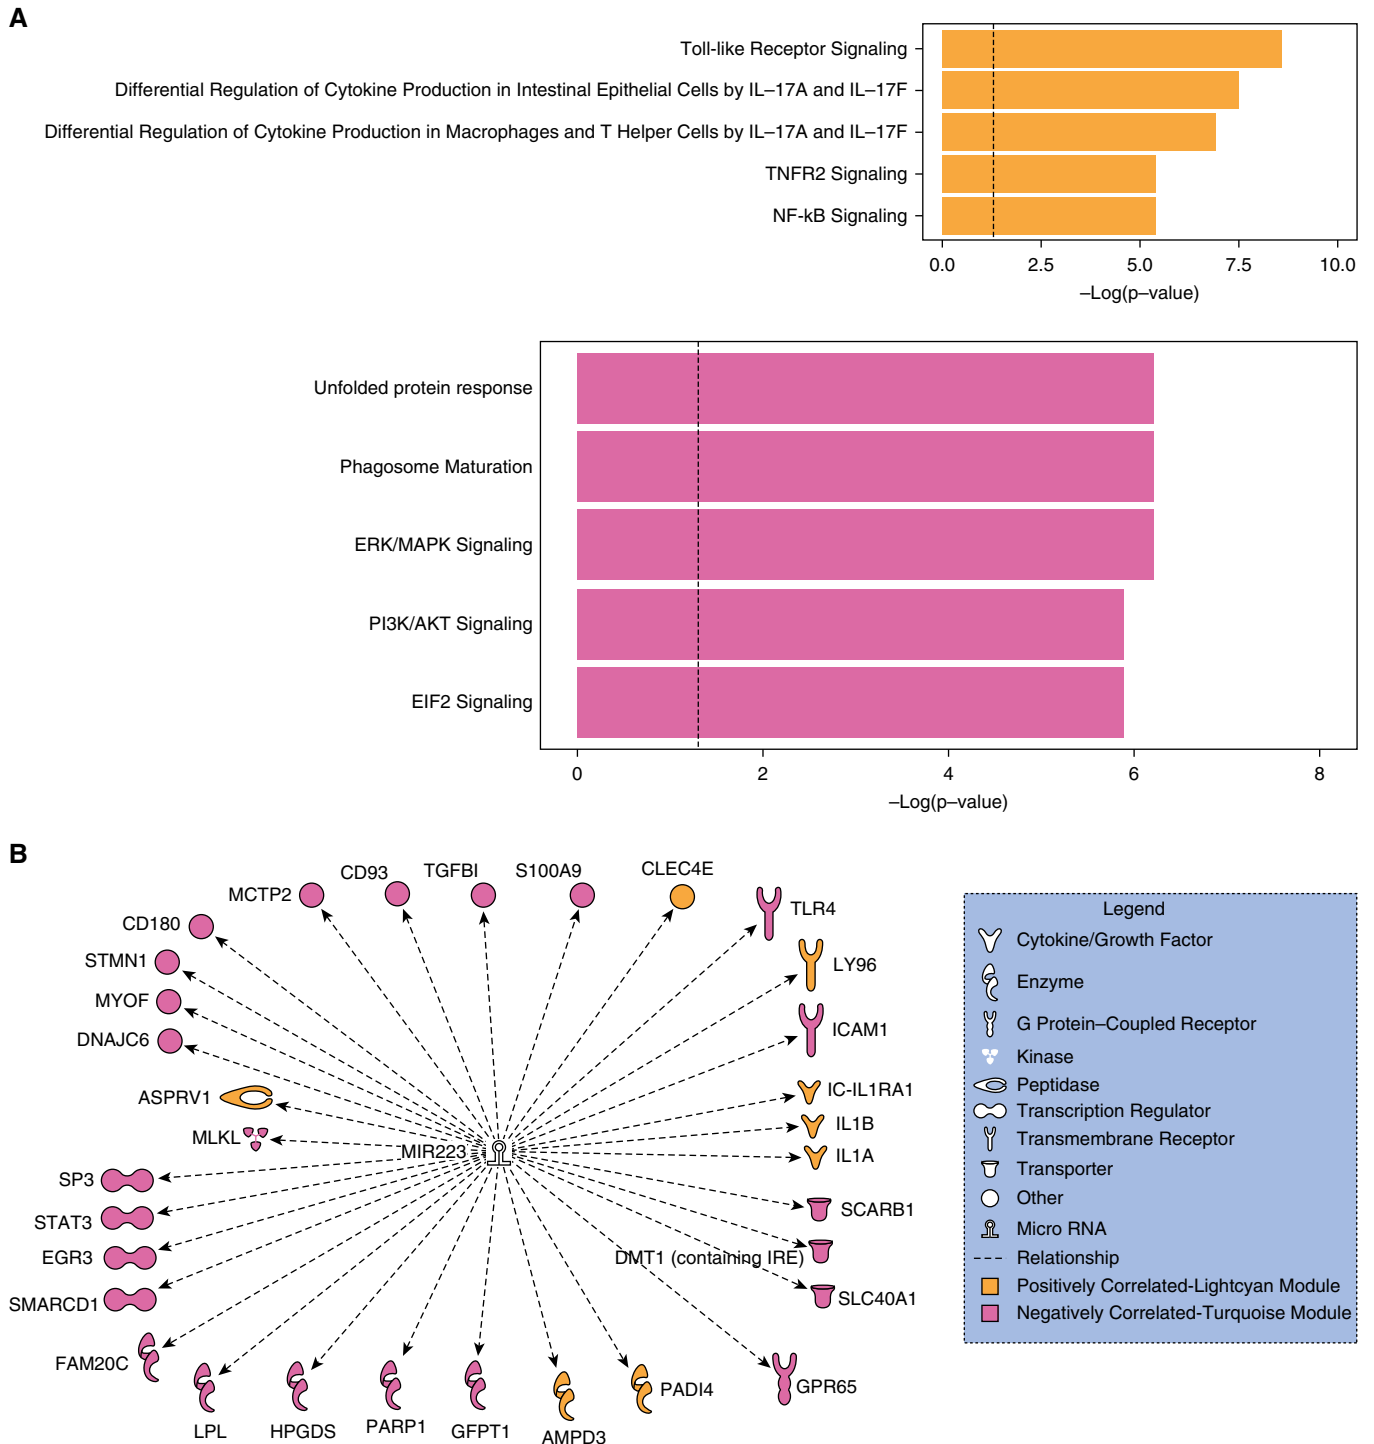 A
Toll-like Receptor Signaling
Differential Regulation of Cytokine Production in Intestinal Epithelial Cells by IL–17A and IL–17F
Differential Regulation of Cytokine Production in Macrophages and T Helper Cells by IL–17A and IL–17F
TNFR2 Signaling
NF-kB Signaling
0.0 2.5 5.0 7.5 10.0
–Log(p–value)
Unfolded protein response
Phagosome Maturation
ERK/MAPK Signaling
PI3K/AKT Signaling
EIF2 Signaling
0 2 4 6 8
–Log(p–value)
B
MCTP2
CD93
TGFBI
S100A9
CLEC4E
TLR4
CD180
LY96
STMN1
MYOF
ICAM1
DNAJC6
ASPRV1
IC-IL1RA1
MLKL
IL1B
MIR223
IL1A
SP3
SCARB1
STAT3
EGR3
DMT1 (containing IRE)
SMARCD1
SLC40A1
FAM20C
LPL
HPGDS
PARP1
GFPT1
AMPD3
PADI4
GPR65
Legend
Cytokine/Growth Factor
Enzyme
G Protein–Coupled Receptor
Kinase
Peptidase
Transcription Regulator
Transmembrane Receptor
Transporter
Other
Micro RNA
Relationship
Positively Correlated-Lightcyan Module
Negatively Correlated-Turquoise Module